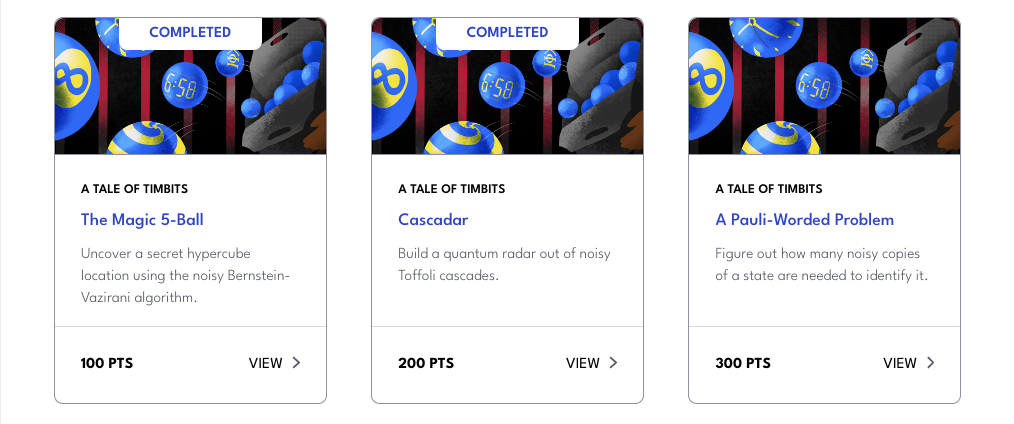 COMPLETED
8
6:58
A TALE OF TIMBITS
The Magic 5-Ball
Uncover a secret hypercube
location using the noisy Bernstein-
Vazirani algorithm.
100 PTS
VIEW
COMPLETED
8
6:58
A TALE OF TIMBITS
Cascadar
Build a quantum radar out of noisy
Toffoli cascades.
200 PTS
VIEW
8
6:58
A TALE OF TIMBITS
A Pauli-Worded Problem
Figure out how many noisy copies
of a state are needed to identify it.
300 PTS
VIEW